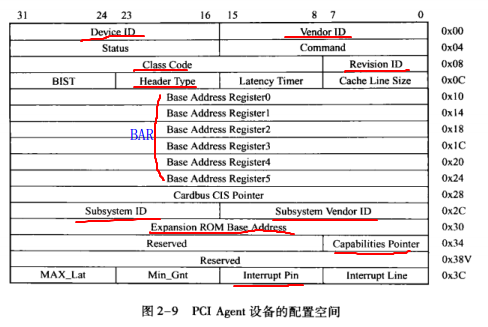 31 24 23 16 15 8 7 0
Device ID Vendor ID 0x00
Status Command 0x04
Class Code Revision ID 0x08
BIST Header Type Latency Timer Cache Line Size 0x0C
Base Address Register0 0x10
Base Address Register1 0x14
Base Address Register2 0x18
BAR
Base Address Register3 0x1C
Base Address Register4 0x20
Base Address Register5 0x24
Cardbus CIS Pointer 0x28
Subsystem ID Subsystem Vendor ID 0x2C
Expansion ROM Base Address 0x30
Reserved Capabilities Pointer 0x34
Reserved 0x38V
MAX_Lat Min_Gnt Interrupt Pin Interrupt Line 0x3C
图 2-9 PCI Agent 设备的配置空间